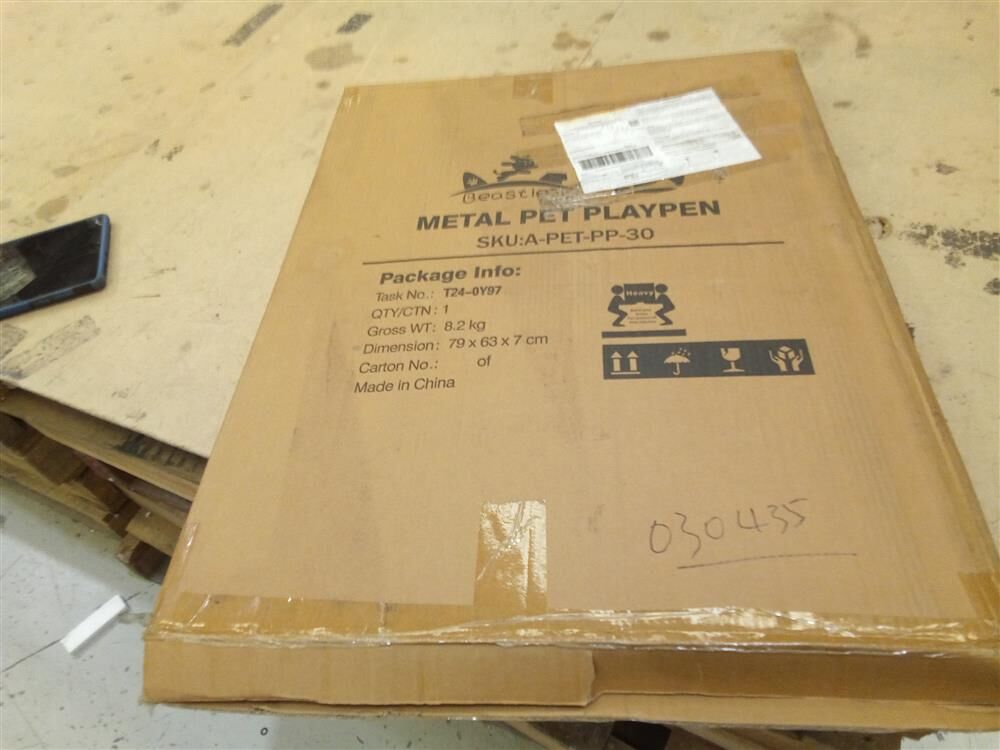 Beasties
METAL PET PLAYPEN
SKU:A-PET-PP-30
Package Info:
Task No.: T24-0Y97
QTY/CTN: 1
Gross WT: 8.2 kg
Dimension: 79 x 63 x 7 cm
Carton No.: of
Made in China
Heavy
030435